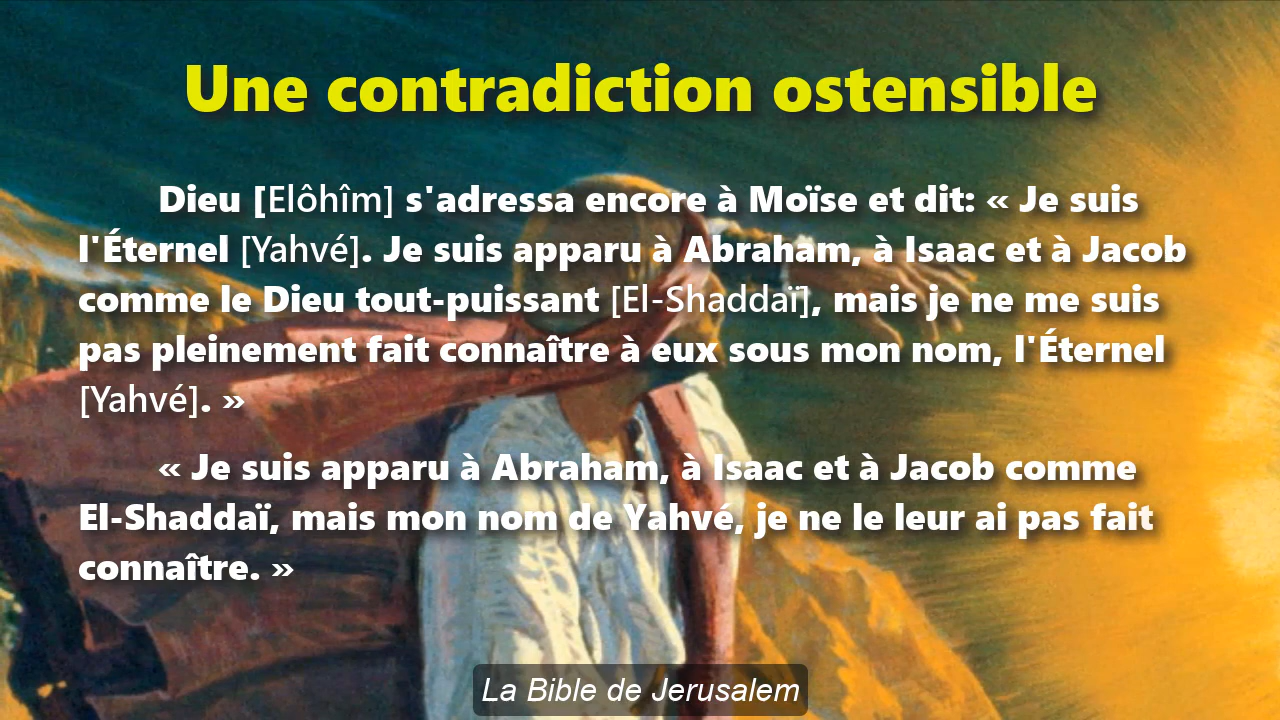 Une contradiction ostensible
Dieu [Elôhîm] s'adressa encore à Moïse et dit: « Je suis
l'Éternel [Yahvé]. Je suis apparu à Abraham, à Isaac et à Jacob
comme le Dieu tout-puissant [El-Shaddaï], mais je ne me suis
pas pleinement fait connaître à eux sous mon nom, l'Éternel
[Yahvé]. »
« Je suis apparu à Abraham, à Isaac et à Jacob comme
El-Shaddaï, mais mon nom de Yahvé, je ne le leur ai pas fait
connaître. »
La Bible de Jerusalem